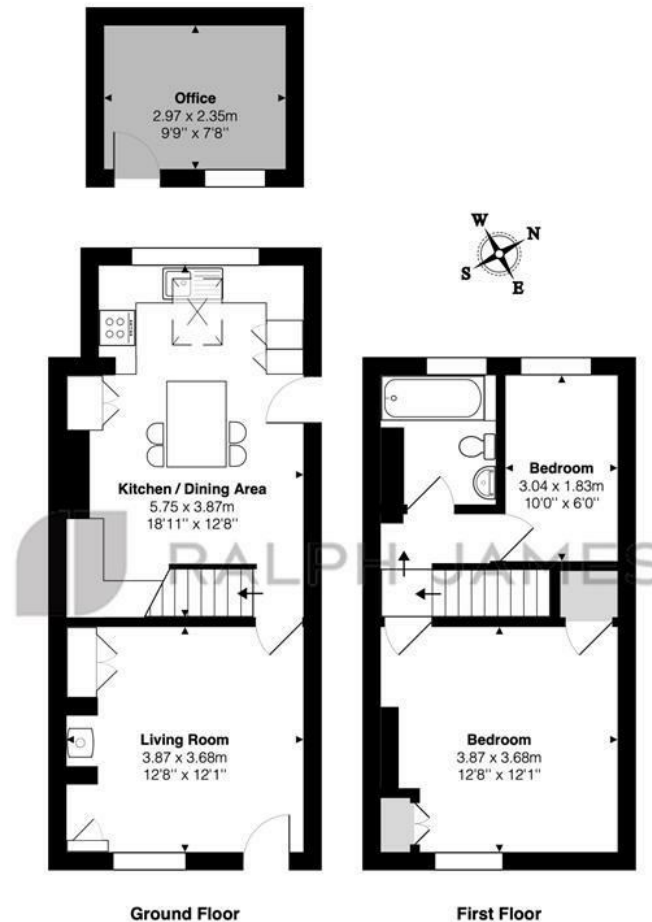 Office
2.97 x 2.35m
9'9" x 7'8"
W
N
S
E
Kitchen / Dining Area
5.75 x 3.87m
18'11" x 12'8"
Bedroom
3.04 x 1.83m
10'0" x 6'0"
RALPH JAMES
Living Room
3.87 x 3.68m
12'8" x 12'1"
Bedroom
3.87 x 3.68m
12'8" x 12'1"
Ground Floor
First Floor